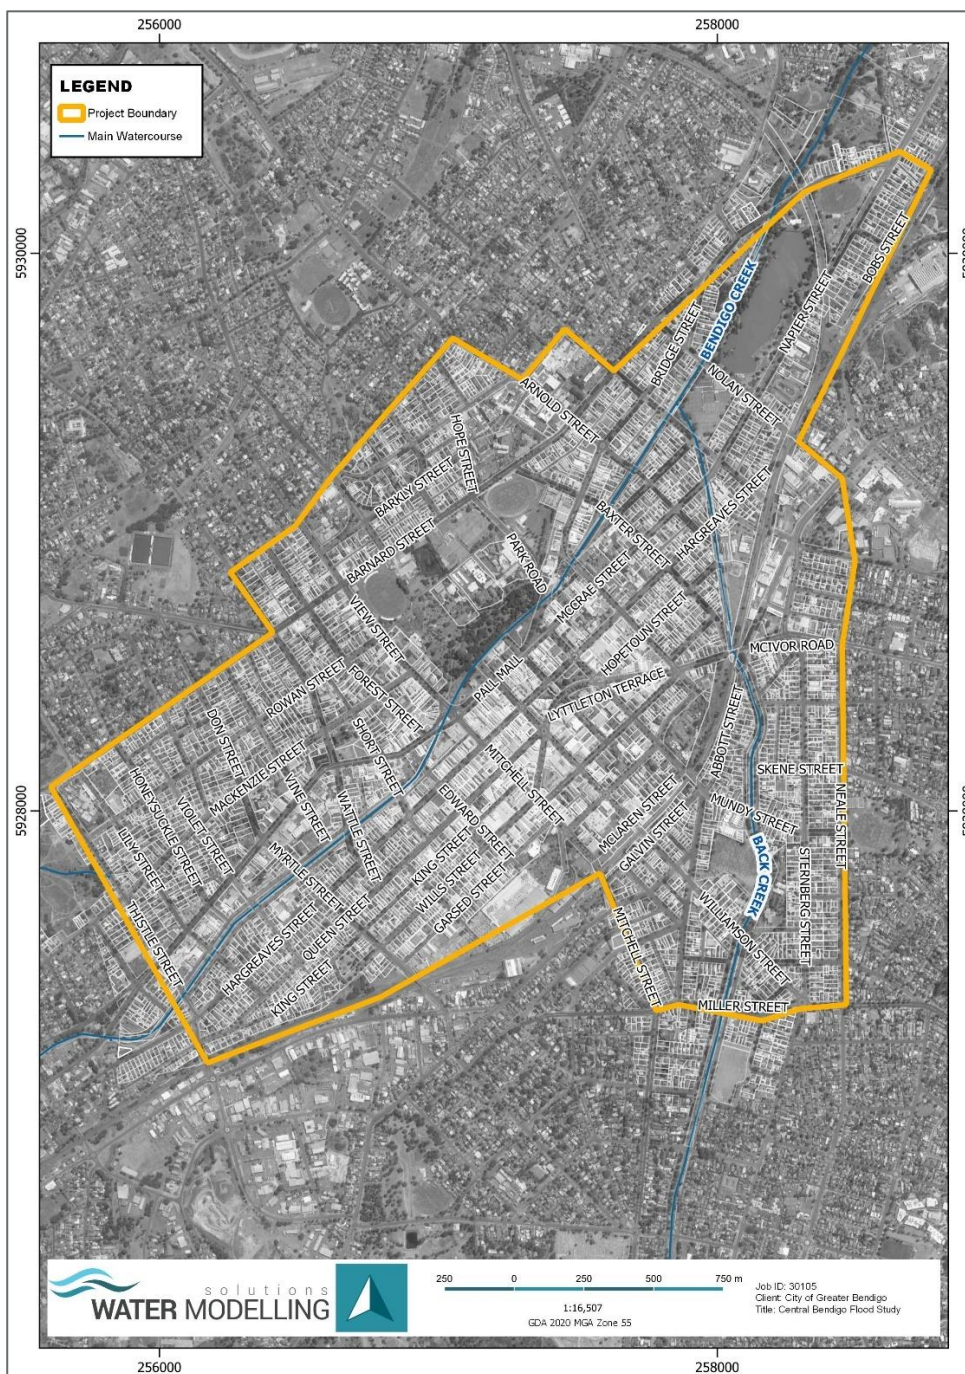 256000
258000
LEGEND
Project Boundary
Main Watercourse
5930000
BOBS STREET
BENDIGO CREEK
NAPIER STREET
BRIDGE STREET
NOLAN STREET
ARNOLD STREET
HOPE STREET
BARKLY STREET
HARGREAVES STREET
BAXTER STREET
BARNARD STREET
PARK ROAD
MCCRAE STREET
VIEW STREET
HOPETOUN STREET
MCIVOR ROAD
PALL MALL
ROWAN STREET
FOREST STREET
LYTTLETON TERRACE
ABBOTT STREET
DON STREET
SHORT STREET
MACKENZIE STREET
MITCHELL STREET
SKENE STREET
HONEYSUCKLE STREET
VIOLET STREET
VINE STREET
WATTLE STREET
EDWARD STREET
MCLAREN STREET
GALVIN STREET
MUNDY STREET
NEALE STREET
5928000
LILY STREET
MYRTLE STREET
KING STREET
WILLS STREET
GARSED STREET
BACK CREEK
STERNBERG STREET
THISTLE STREET
HARGREAVES STREET
QUEEN STREET
KING STREET
MITCHELL STREET
WILLIAMSON STREET
MILLER STREET
solutions
WATER MODELLING
250 0 250 500 750 m
1:16,507
GDA 2020 MGA Zone 55
Job ID: 30105
Client: City of Greater Bendigo
Title: Central Bendigo Flood Study
256000
258000